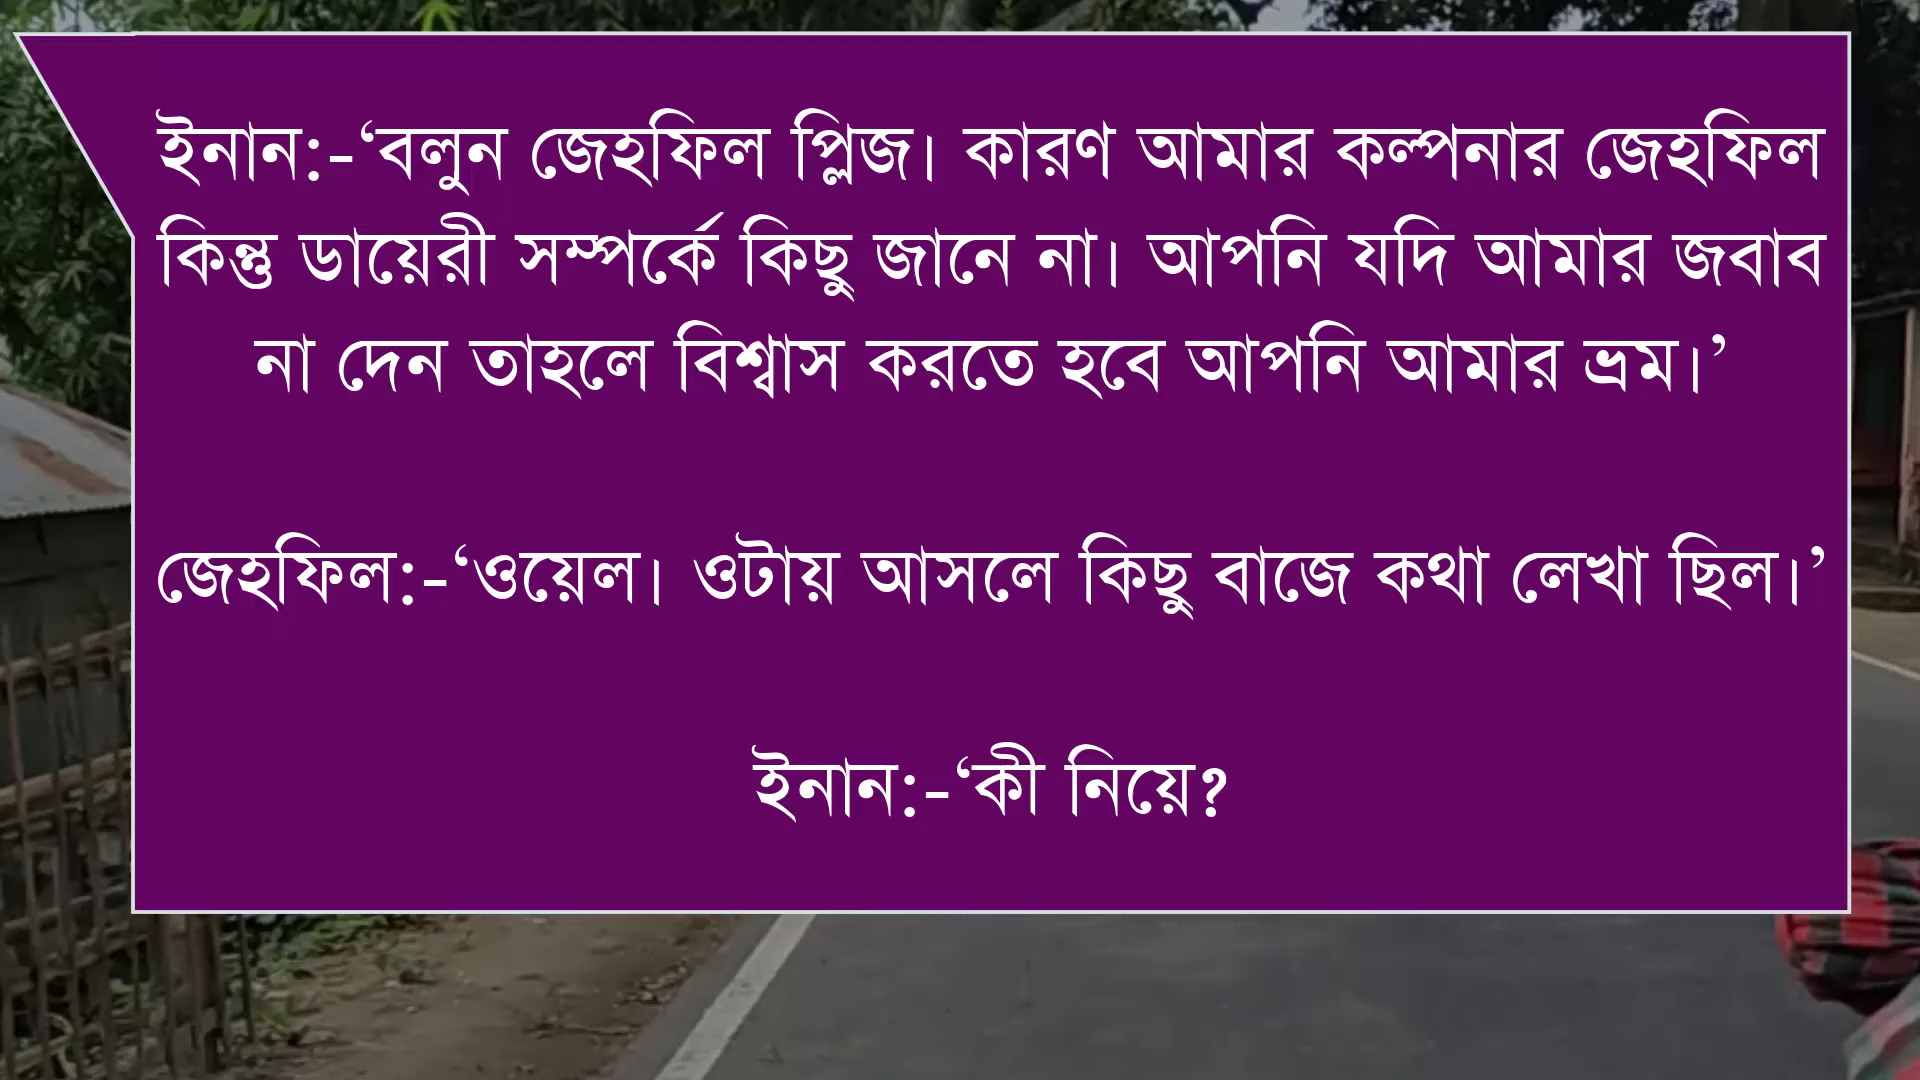 ইনান:-‘বলুন জেহফিল প্লিজ। কারণ আমার কল্পনার জেহফিল
কিন্তু ডায়েরী সম্পর্কে কিছু জানে না। আপনি যদি আমার জবাব
না দেন তাহলে বিশ্বাস করতে হবে আপনি আমার ভ্রম।’
জেহফিল:-‘ওয়েল। ওটায় আসলে কিছু বাজে কথা লেখা ছিল।’
ইনান:-‘কী নিয়ে?